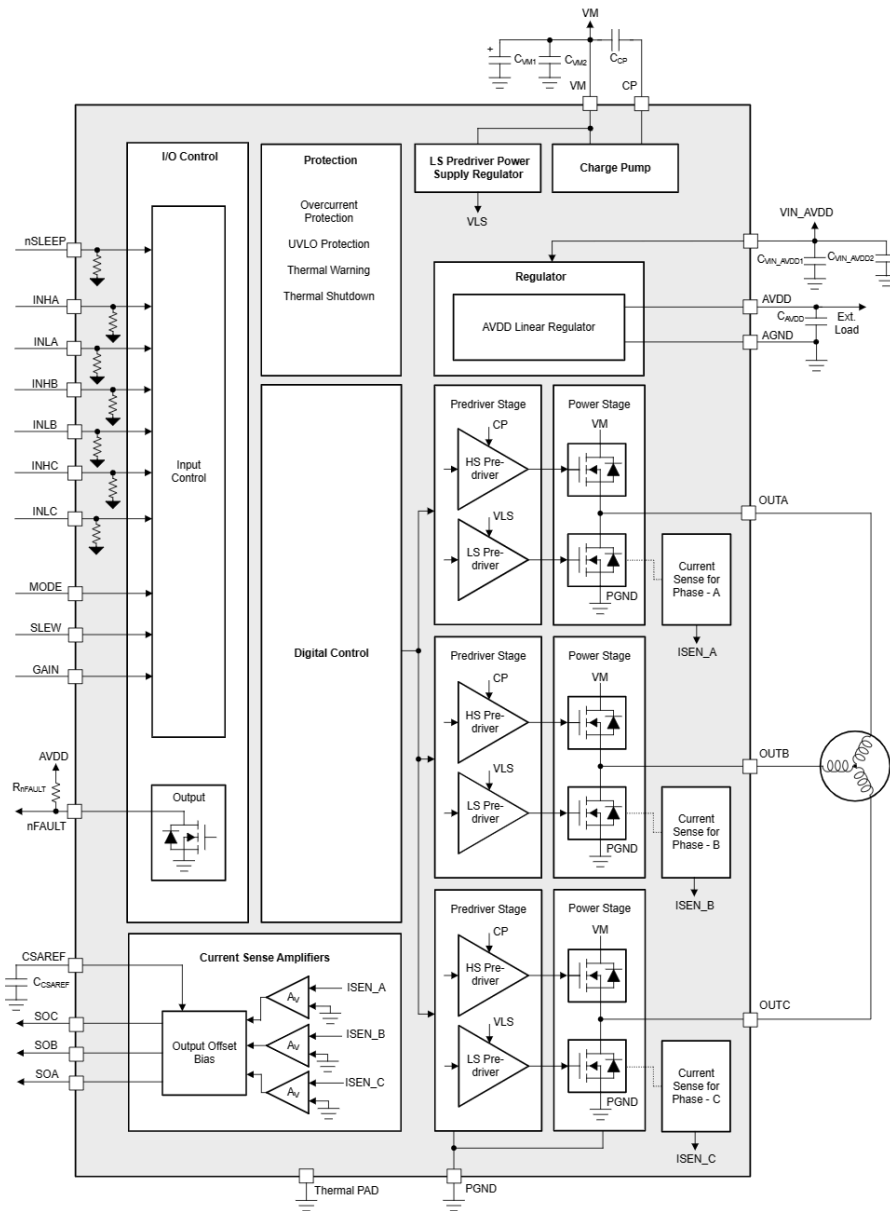 VM
+
CVM1
CVM2
CCP
VM
CP
I/O Control
Input
Control
Protection
Overcurrent
Protection
UVLO Protection
Thermal Warning
Thermal Shutdown
LS Predriver Power
Supply Regulator
VLS
Charge Pump
VIN_AVDD
CVIN_AVDD1
CVIN_AVDD2
Regulator
AVDD Linear Regulator
AVDD
CAVDD
Ext.
Load
AGND
nSLEEP
INHA
INLA
INHB
INLB
INHC
INLC
MODE
SLEW
GAIN
AVDD
RnFAULT
nFAULT
Output
Digital Control
Predriver Stage
CP
HS Pre-
driver
VLS
LS Pre-
driver
Power Stage
VM
PGND
OUTA
Current
Sense for
Phase - A
ISEN_A
Predriver Stage
CP
HS Pre-
driver
VLS
LS Pre-
driver
Power Stage
VM
PGND
OUTB
Current
Sense for
Phase - B
ISEN_B
Predriver Stage
CP
HS Pre-
driver
VLS
LS Pre-
driver
Power Stage
VM
PGND
OUTC
Current
Sense for
Phase - C
ISEN_C
CSAREF
CCSAREF
SOC
SOB
SOA
Current Sense Amplifiers
Output Offset
Bias
AV
ISEN_A
AV
ISEN_B
AV
ISEN_C
Thermal PAD
PGND